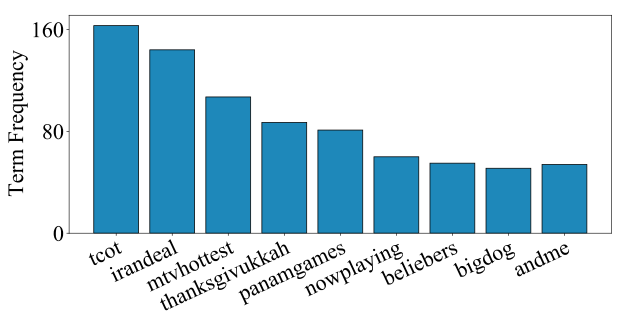 Term Frequency
160
80
0
tcot
irandeal
mtvhottest
thanksgivukkah
panamgames
nowplaying
beliebers
bigdog
andme